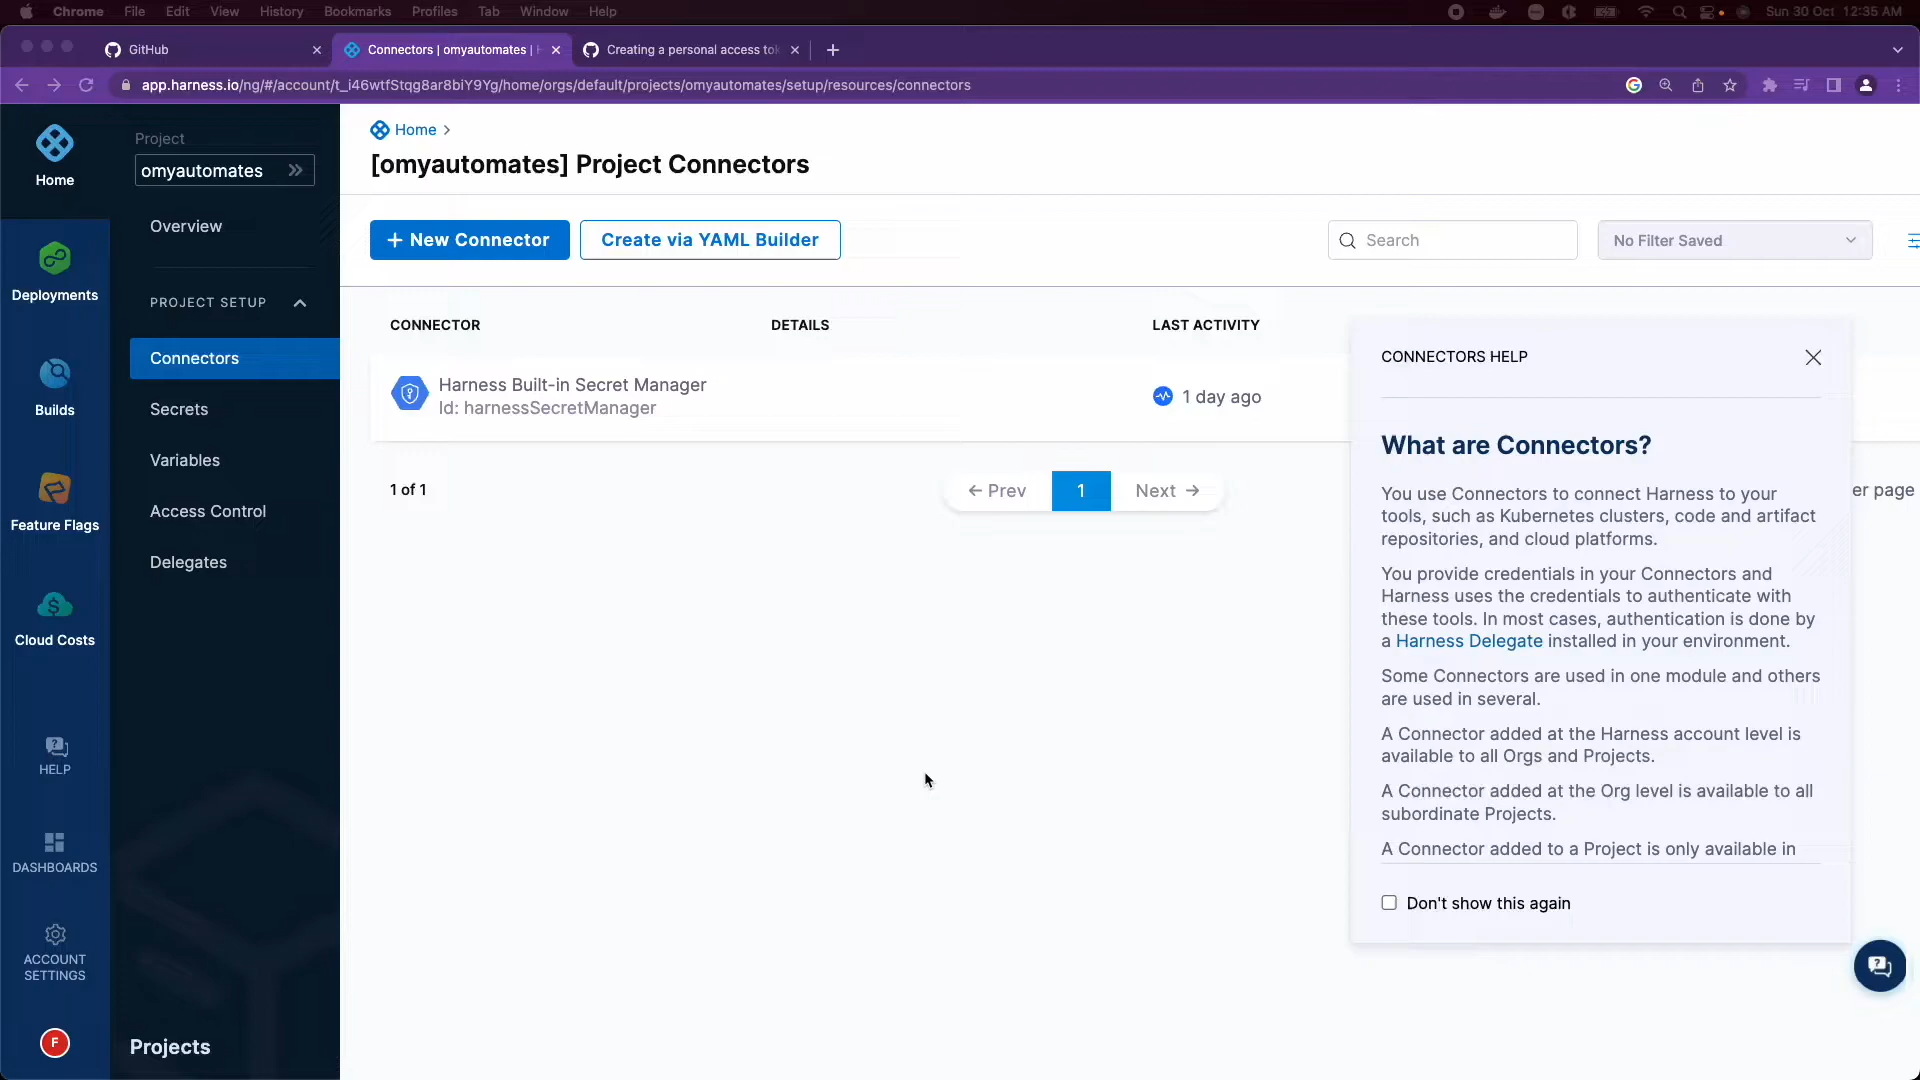 Chrome File Edit View History Bookmarks Profiles Tab Window Help
Sun 30 Oct 12:35 AM
GitHub
Connectors | omyautomates |
Creating a personal access
app.harness.io/ng/#/account/t_i46wtfStqg8ar8biY9Yg/home/orgs/default/projects/omyautomates/setup/resources/connectors
Home
Deployments
Builds
Feature Flags
Cloud Costs
HELP
DASHBOARDS
ACCOUNT
SETTINGS
F
Project
omyautomates
Overview
PROJECT SETUP
Connectors
Secrets
Variables
Access Control
Delegates
Projects
Home
[omyautomates] Project Connectors
+ New Connector
Create via YAML Builder
Search
No Filter Saved
CONNECTOR DETAILS LAST ACTIVITY
Harness Built-in Secret Manager
Id: harnessSecretManager
1 day ago
1 of 1
← Prev 1 Next →
er page
CONNECTORS HELP
What are Connectors?
You use Connectors to connect Harness to your
tools, such as Kubernetes clusters, code and artifact
repositories, and cloud platforms.
You provide credentials in your Connectors and
Harness uses the credentials to authenticate with
these tools. In most cases, authentication is done by
a Harness Delegate installed in your environment.
Some Connectors are used in one module and others
are used in several.
A Connector added at the Harness account level is
available to all Orgs and Projects.
A Connector added at the Org level is available to all
subordinate Projects.
A Connector added to a Project is only available in
Don't show this again